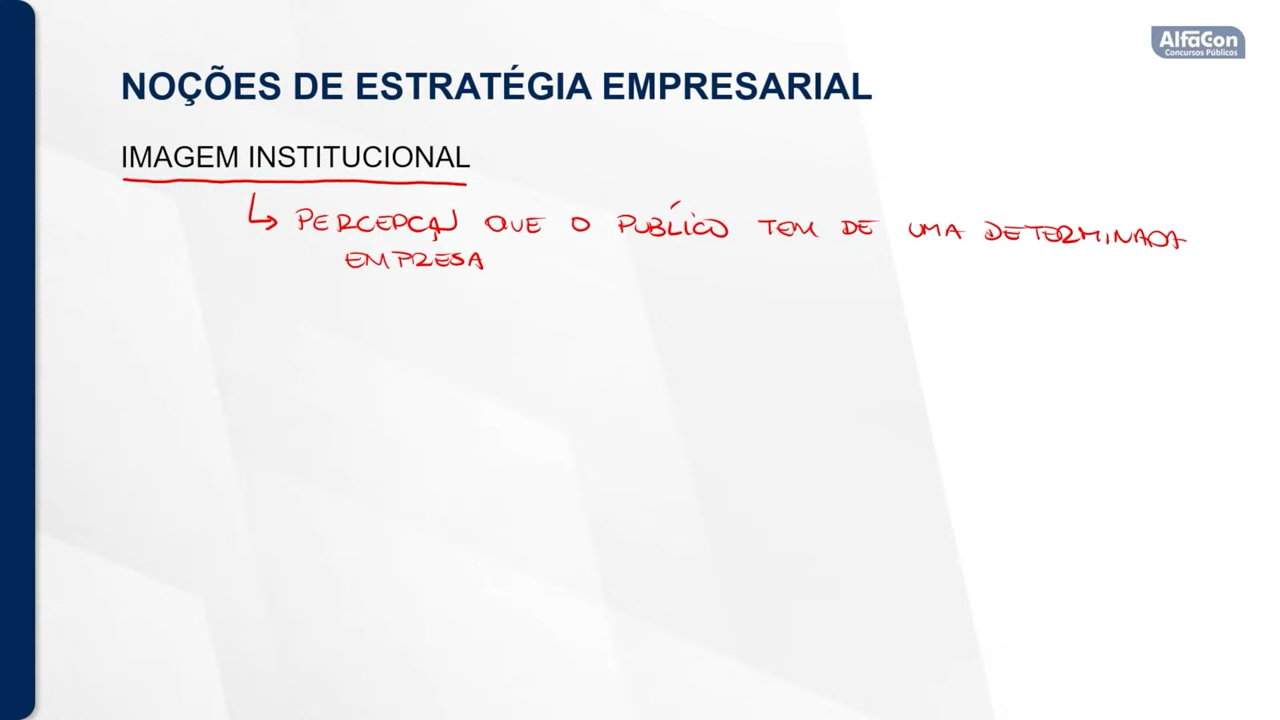 AlfaCon
Concursos Públicos
NOÇÕES DE ESTRATÉGIA EMPRESARIAL
IMAGEM INSTITUCIONAL
↳ PERCEPÇÃO QUE O PÚBLICO TEM DE UMA DETERMINADA
EMPRESA